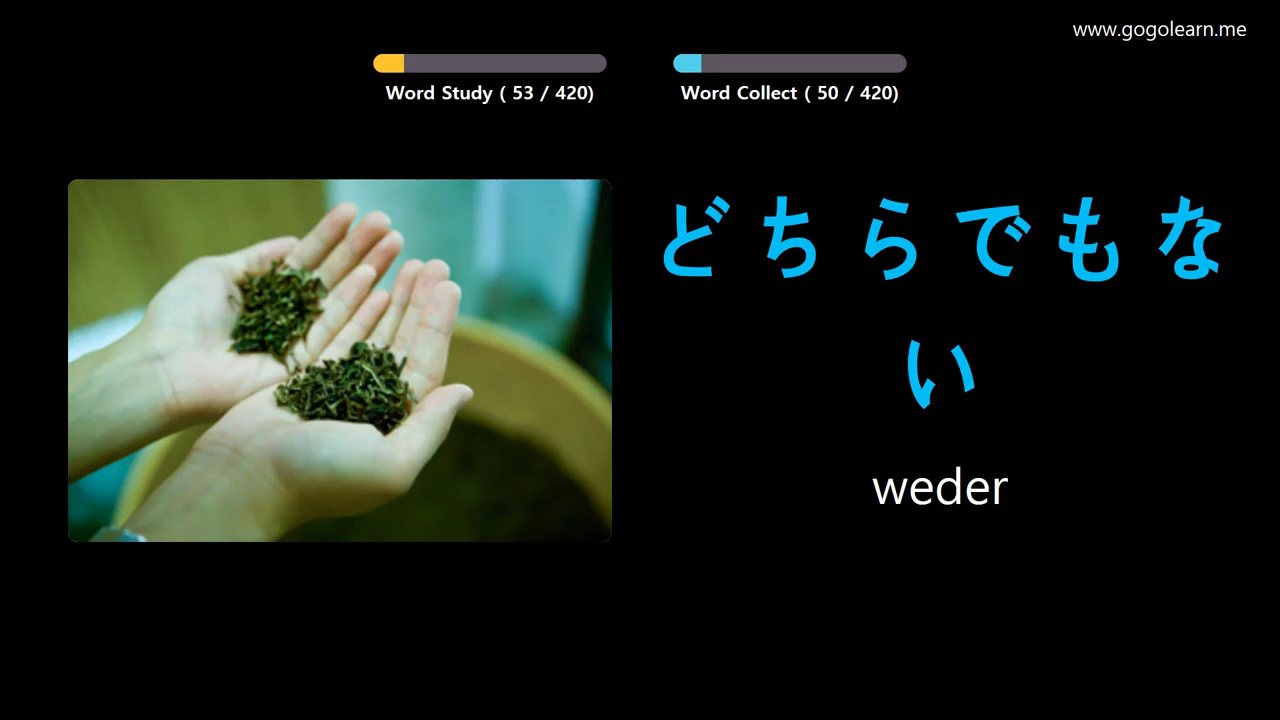 www.gogolearn.me
Word Study ( 53 / 420)
Word Collect ( 50 / 420)
どちらでもな
い
weder